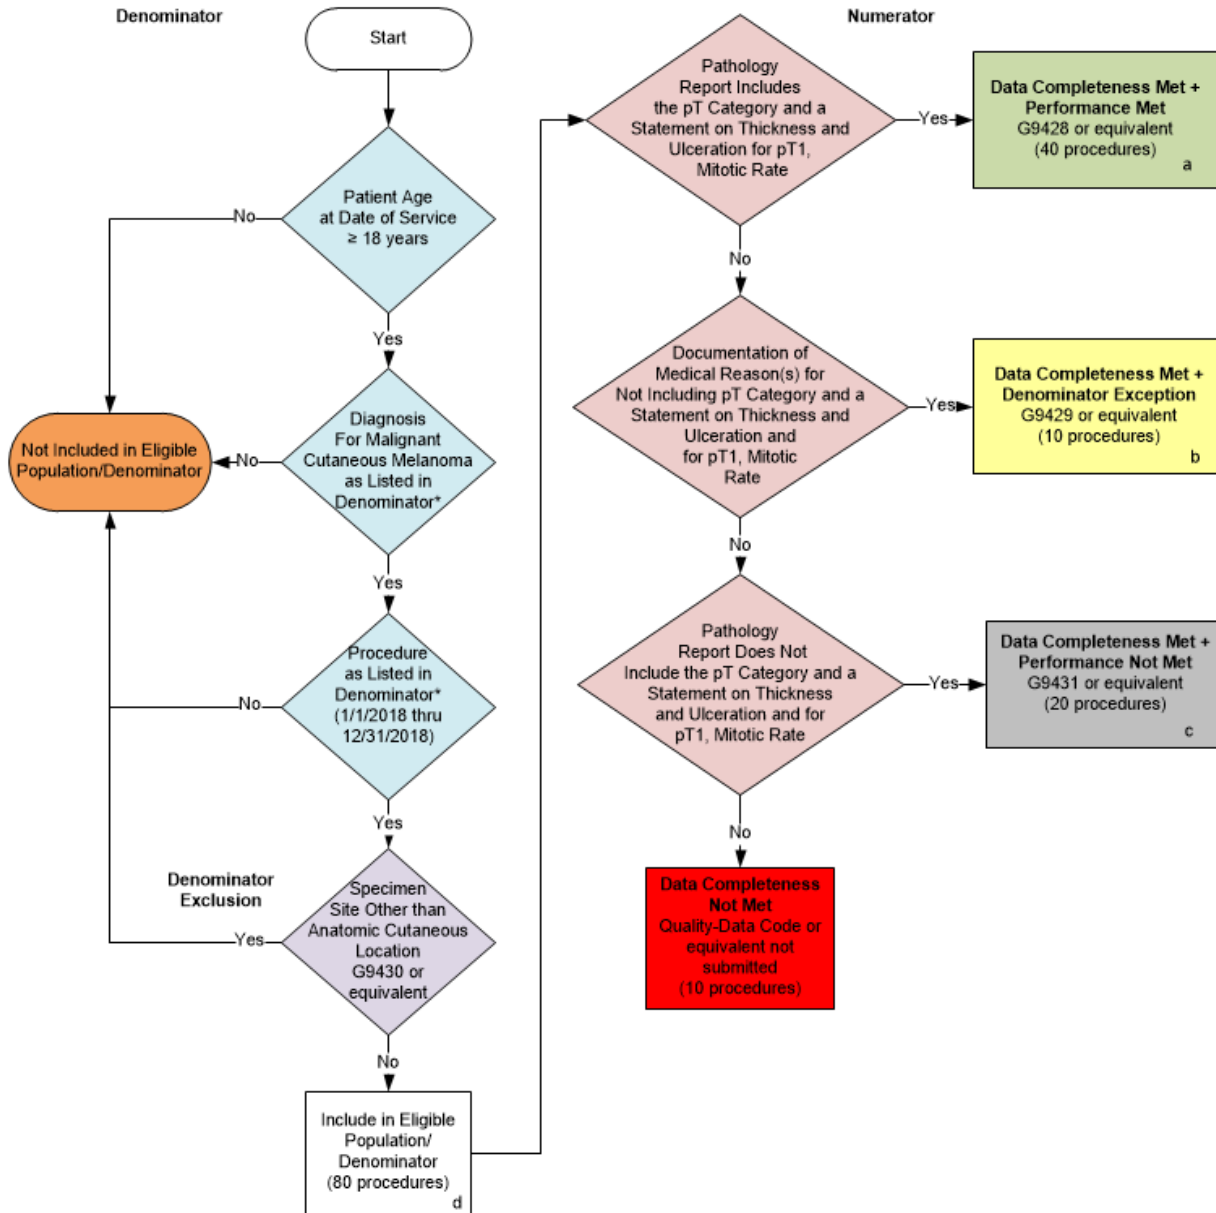 Denominator
Start
Patient Age
at Date of Service
≥ 18 years
No
Yes
Diagnosis
For Malignant
Cutaneous Melanoma
as Listed in
Denominator*
No
Not Included in Eligible
Population/Denominator
Yes
Procedure
as Listed in
Denominator*
(1/1/2018 thru
12/31/2018)
No
Yes
Denominator
Exclusion
Specimen
Site Other than
Anatomic Cutaneous
Location
G9430 or
equivalent
Yes
No
Include in Eligible
Population/
Denominator
(80 procedures)
d
Numerator
Pathology
Report Includes
the pT Category and a
Statement on Thickness and
Ulceration for pT1,
Mitotic Rate
Yes
Data Completeness Met +
Performance Met
G9428 or equivalent
(40 procedures)
a
No
Documentation of
Medical Reason(s) for
Not Including pT Category and a
Statement on Thickness and
Ulceration and
for pT1, Mitotic
Rate
Yes
Data Completeness Met +
Denominator Exception
G9429 or equivalent
(10 procedures)
b
No
Pathology
Report Does Not
Include the pT Category and a
Statement on Thickness
and Ulceration and for
pT1, Mitotic Rate
Yes
Data Completeness Met +
Performance Not Met
G9431 or equivalent
(20 procedures)
c
No
Data Completeness
Not Met
Quality-Data Code or
equivalent not
submitted
(10 procedures)